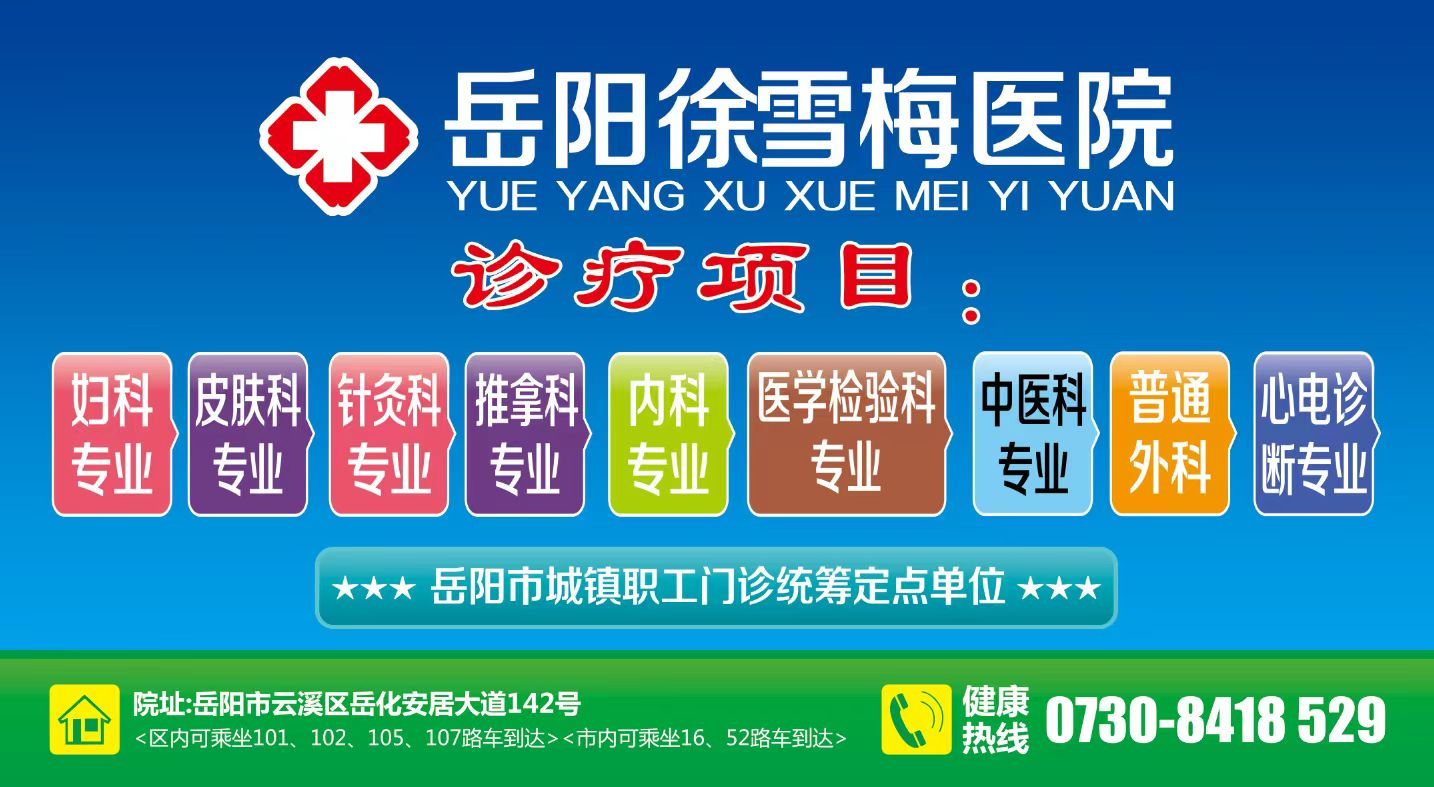 岳阳徐雪梅医院
YUE YANG XU XUE MEI YI YUAN
诊疗项目：
妇科
专业
皮肤科
专业
针灸科
专业
推拿科
专业
内科
专业
医学检验科
专业
中医科
专业
普通
外科
心电诊
断专业
★★★ 岳阳市城镇职工门诊统筹定点单位 ★★★
院址:岳阳市云溪区岳化安居大道142号
<区内可乘坐101、102、105、107路车到达><市内可乘坐16、52路车到达>
健康
热线
0730-8418 529